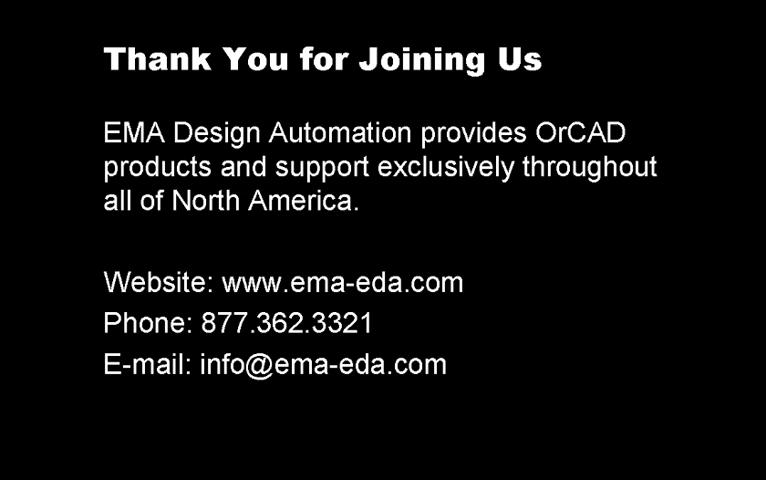 Thank You for Joining Us
EMA Design Automation provides OrCAD
products and support exclusively throughout
all of North America.
Website: www.ema-eda.com
Phone: 877.362.3321
E-mail: info@ema-eda.com